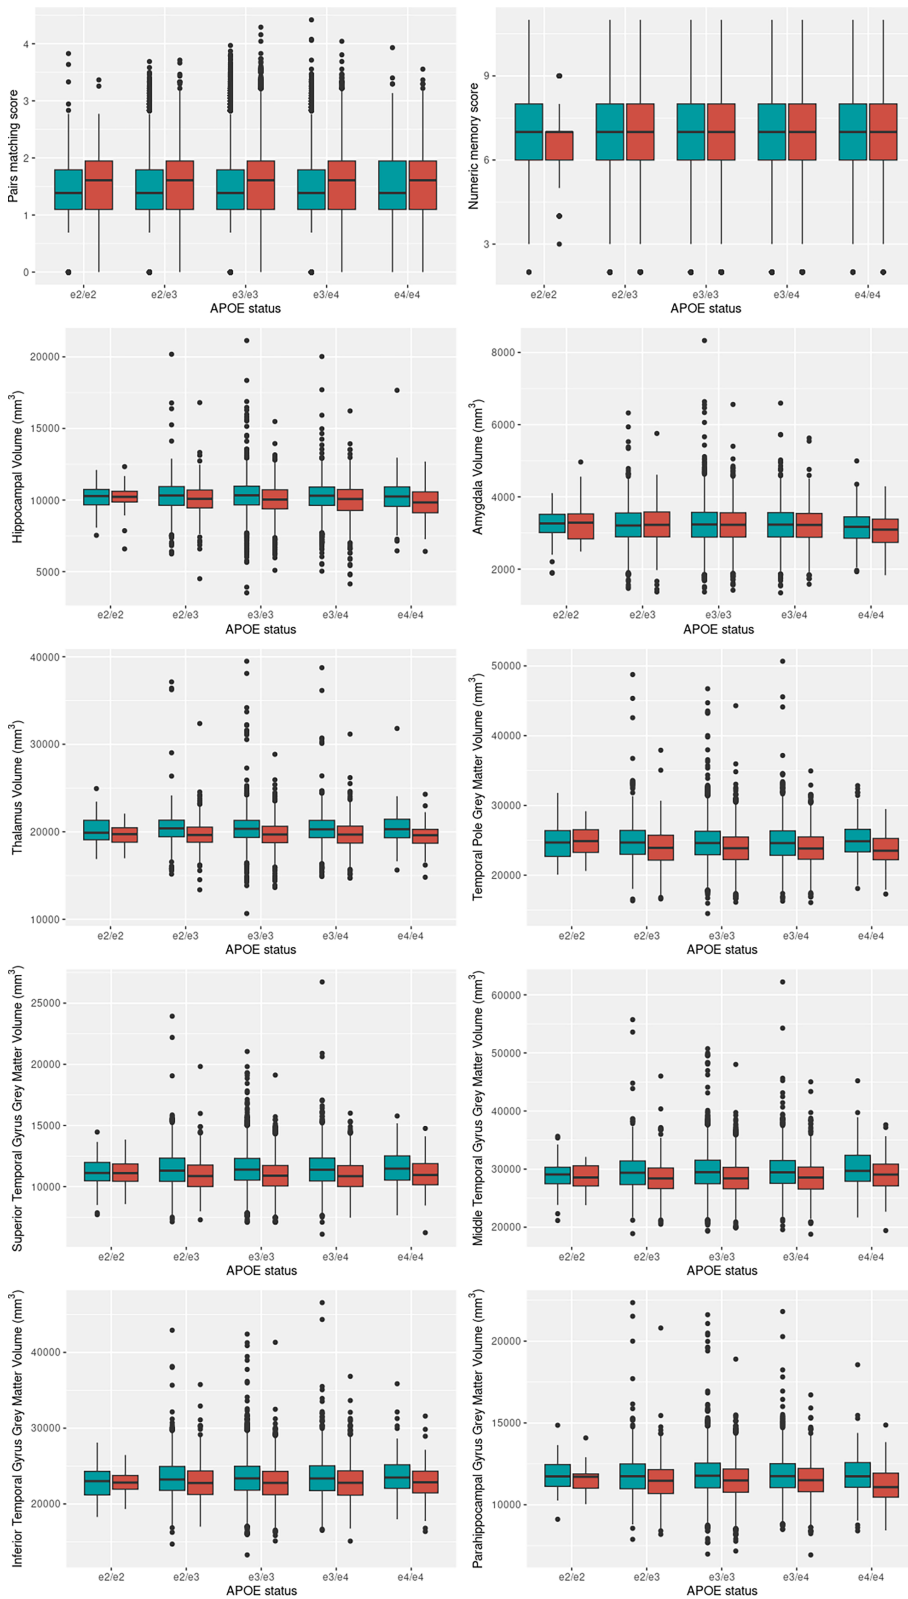 Pairs matching score
4
3
2
1
0
e2/e2 e2/e3 e3/e3 e3/e4 e4/e4
APOE status
Numeric memory score
9
6
3
e2/e2 e2/e3 e3/e3 e3/e4 e4/e4
APOE status
Hippocampal Volume (mm³)
20000
15000
10000
5000
e2/e2 e2/e3 e3/e3 e3/e4 e4/e4
APOE status
Amygdala Volume (mm³)
8000
6000
4000
2000
e2/e2 e2/e3 e3/e3 e3/e4 e4/e4
APOE status
Thalamus Volume (mm³)
40000
30000
20000
10000
e2/e2 e2/e3 e3/e3 e3/e4 e4/e4
APOE status
Temporal Pole Grey Matter Volume (mm³)
50000
40000
30000
20000
e2/e2 e2/e3 e3/e3 e3/e4 e4/e4
APOE status
Superior Temporal Gyrus Grey Matter Volume (mm³)
25000
20000
15000
10000
e2/e2 e2/e3 e3/e3 e3/e4 e4/e4
APOE status
Middle Temporal Gyrus Grey Matter Volume (mm³)
60000
50000
40000
30000
20000
e2/e2 e2/e3 e3/e3 e3/e4 e4/e4
APOE status
Inferior Temporal Gyrus Grey Matter Volume (mm³)
40000
30000
20000
e2/e2 e2/e3 e3/e3 e3/e4 e4/e4
APOE status
Parahippocampal Gyrus Grey Matter Volume (mm³)
20000
15000
10000
e2/e2 e2/e3 e3/e3 e3/e4 e4/e4
APOE status